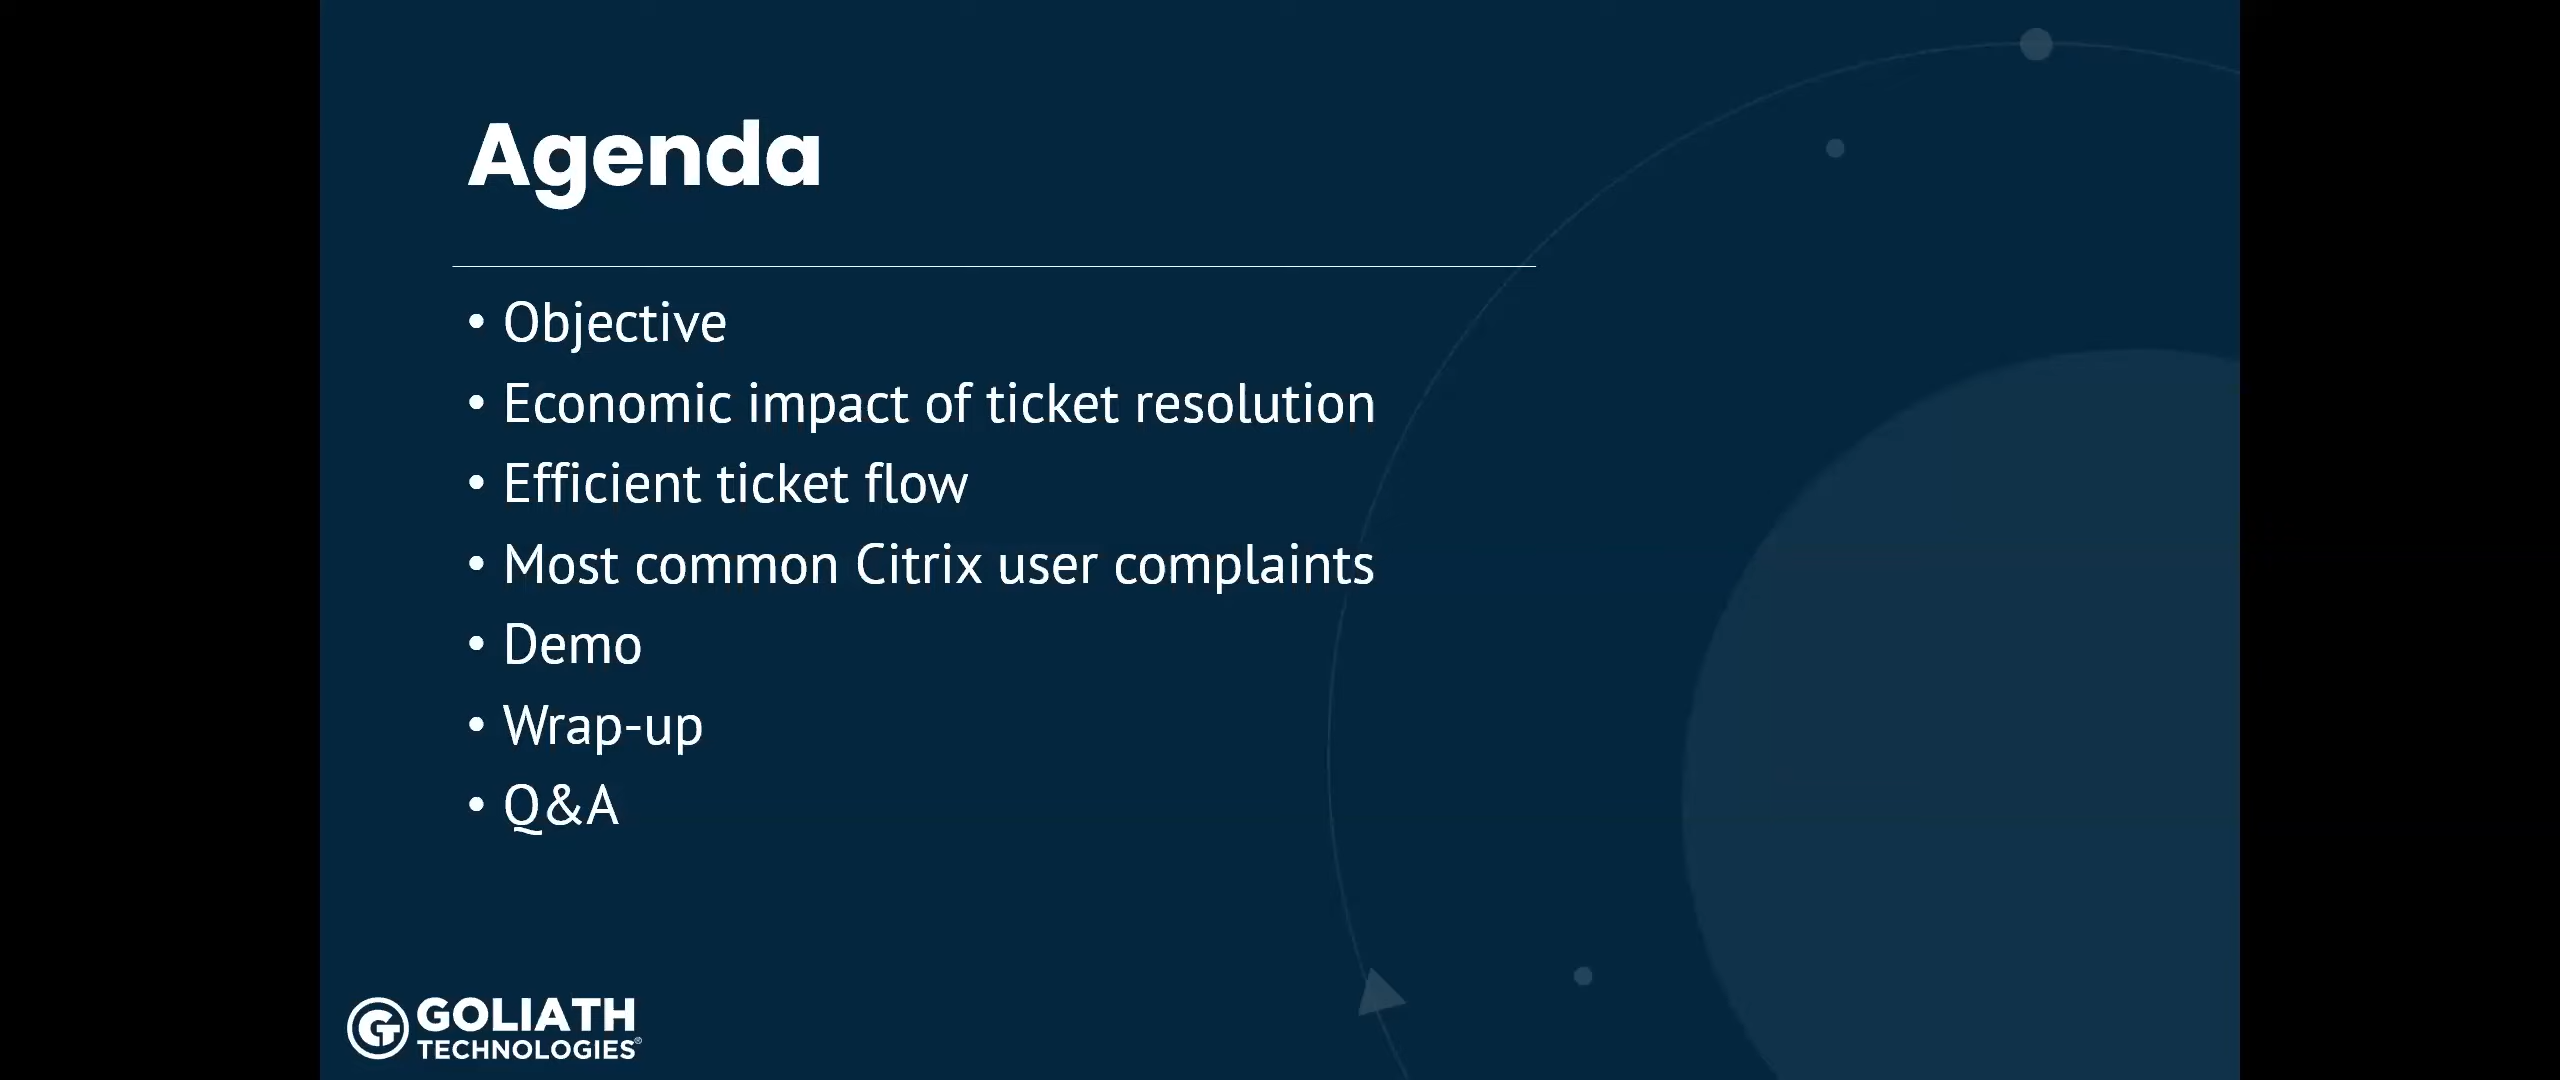 Agenda
• Objective
• Economic impact of ticket resolution
• Efficient ticket flow
• Most common Citrix user complaints
• Demo
• Wrap-up
• Q&A
GOLIATH
TECHNOLOGIES®